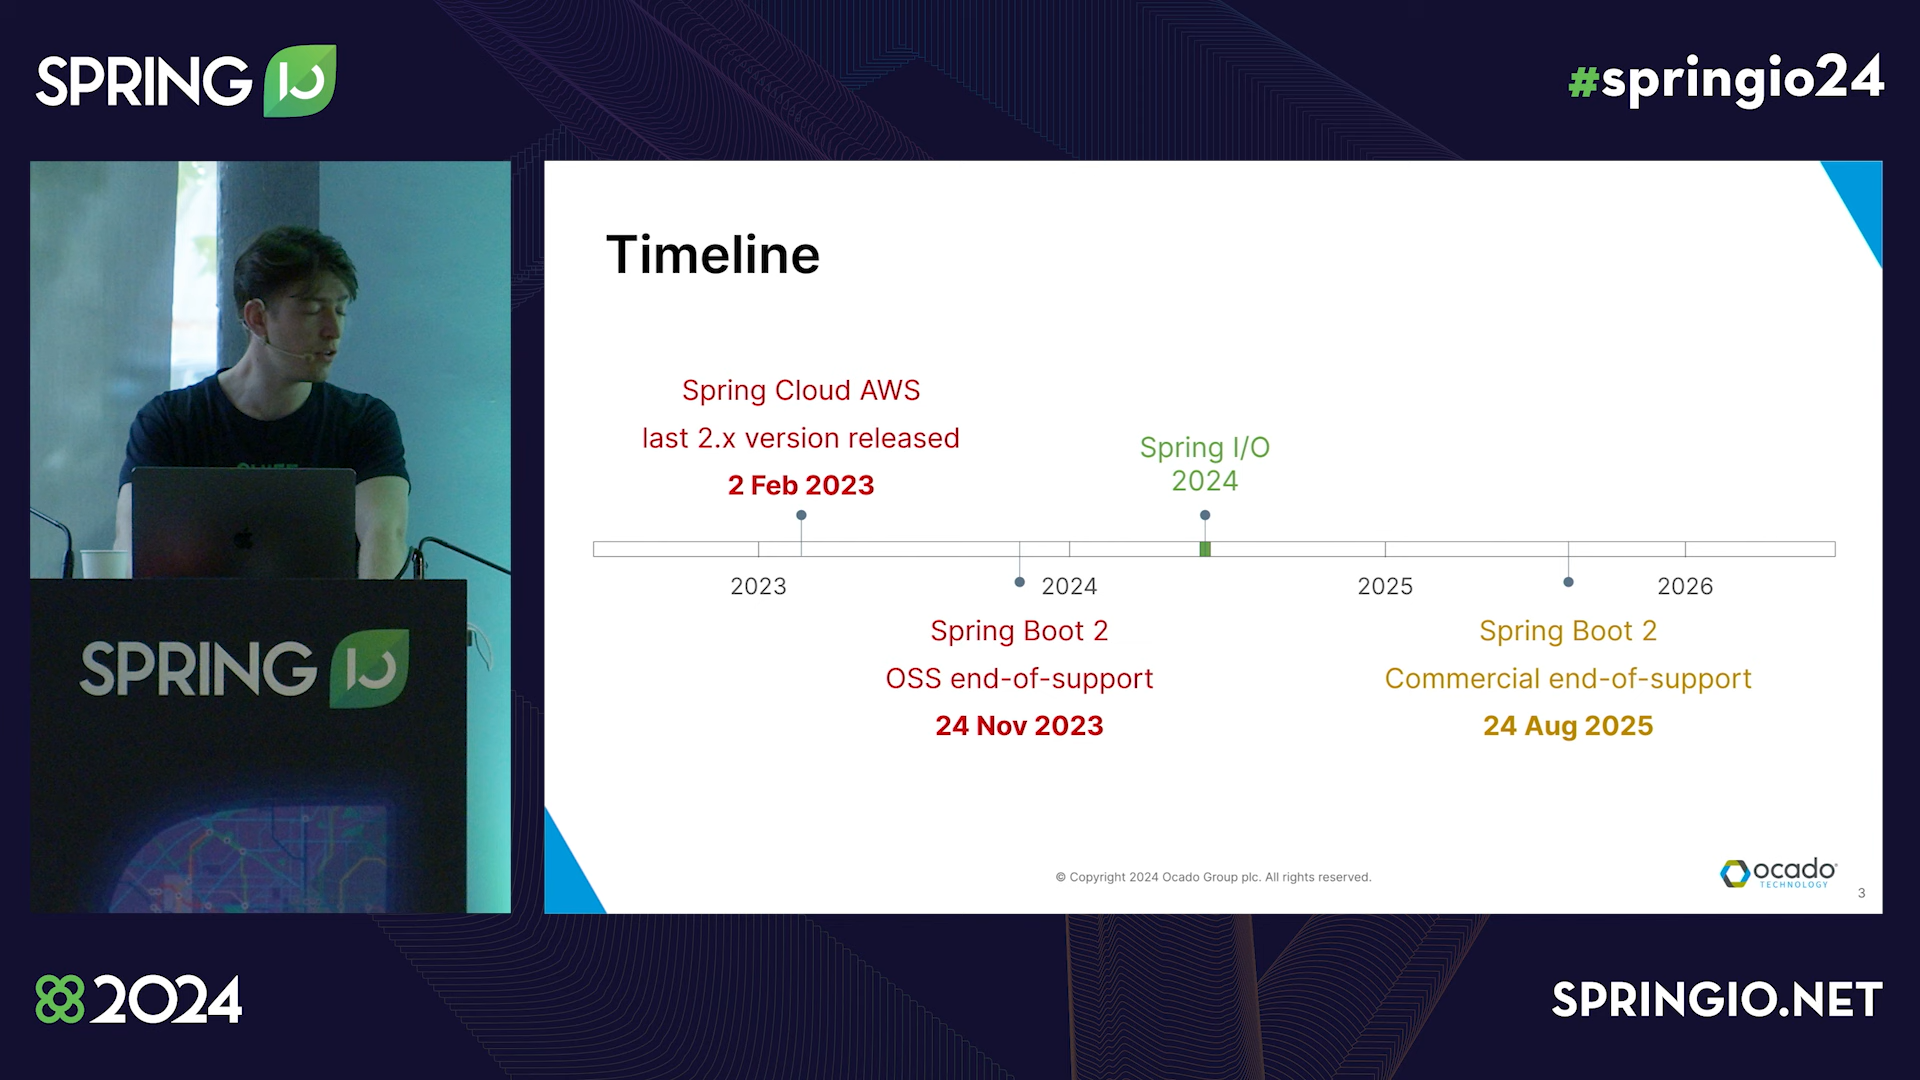 SPRING IO
#springio24
Timeline
Spring Cloud AWS
last 2.x version released
2 Feb 2023
Spring I/O
2024
2023
2024
2025
2026
Spring Boot 2
OSS end-of-support
24 Nov 2023
Spring Boot 2
Commercial end-of-support
24 Aug 2025
© Copyright 2024 Ocado Group plc. All rights reserved.
ocado
TECHNOLOGY
3
SPRING IO
2024
SPRINGIO.NET